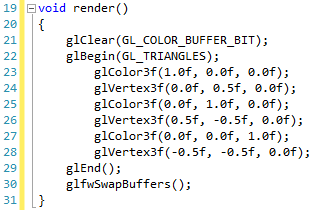 19 void render()
20 {
21 glClear(GL_COLOR_BUFFER_BIT);
22 glBegin(GL_TRIANGLES);
23 glColor3f(1.0f, 0.0f, 0.0f);
24 glVertex3f(0.0f, 0.5f, 0.0f);
25 glColor3f(0.0f, 1.0f, 0.0f);
26 glVertex3f(0.5f, -0.5f, 0.0f);
27 glColor3f(0.0f, 0.0f, 1.0f);
28 glVertex3f(-0.5f, -0.5f, 0.0f);
29 glEnd();
30 glfwSwapBuffers();
31 }